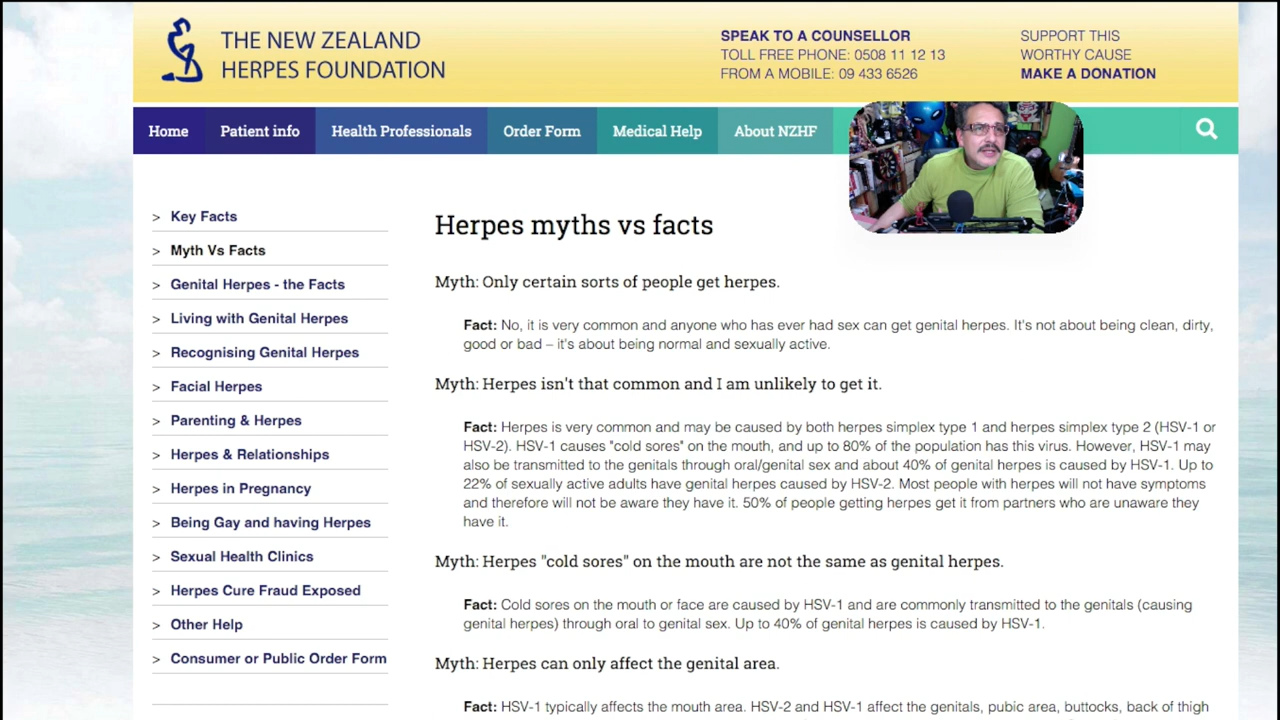 THE NEW ZEALAND
HERPES FOUNDATION
SPEAK TO A COUNSELLOR
TOLL FREE PHONE: 0508 11 12 13
FROM A MOBILE: 09 433 6526
SUPPORT THIS
WORTHY CAUSE
MAKE A DONATION
Home
Patient info
Health Professionals
Order Form
Medical Help
About NZHF
> Key Facts
> Myth Vs Facts
> Genital Herpes - the Facts
> Living with Genital Herpes
> Recognising Genital Herpes
> Facial Herpes
> Parenting & Herpes
> Herpes & Relationships
> Herpes in Pregnancy
> Being Gay and having Herpes
> Sexual Health Clinics
> Herpes Cure Fraud Exposed
> Other Help
> Consumer or Public Order Form
Herpes myths vs facts
Myth: Only certain sorts of people get herpes.
Fact: No, it is very common and anyone who has ever had sex can get genital herpes. It's not about being clean, dirty,
good or bad – it's about being normal and sexually active.
Myth: Herpes isn't that common and I am unlikely to get it.
Fact: Herpes is very common and may be caused by both herpes simplex type 1 and herpes simplex type 2 (HSV-1 or
HSV-2). HSV-1 causes "cold sores" on the mouth, and up to 80% of the population has this virus. However, HSV-1 may
also be transmitted to the genitals through oral/genital sex and about 40% of genital herpes is caused by HSV-1. Up to
22% of sexually active adults have genital herpes caused by HSV-2. Most people with herpes will not have symptoms
and therefore will not be aware they have it. 50% of people getting herpes get it from partners who are unaware they
have it.
Myth: Herpes "cold sores" on the mouth are not the same as genital herpes.
Fact: Cold sores on the mouth or face are caused by HSV-1 and are commonly transmitted to the genitals (causing
genital herpes) through oral to genital sex. Up to 40% of genital herpes is caused by HSV-1.
Myth: Herpes can only affect the genital area.
Fact: HSV-1 typically affects the mouth area. HSV-2 and HSV-1 affect the genitals, pubic area, buttocks, back of thigh